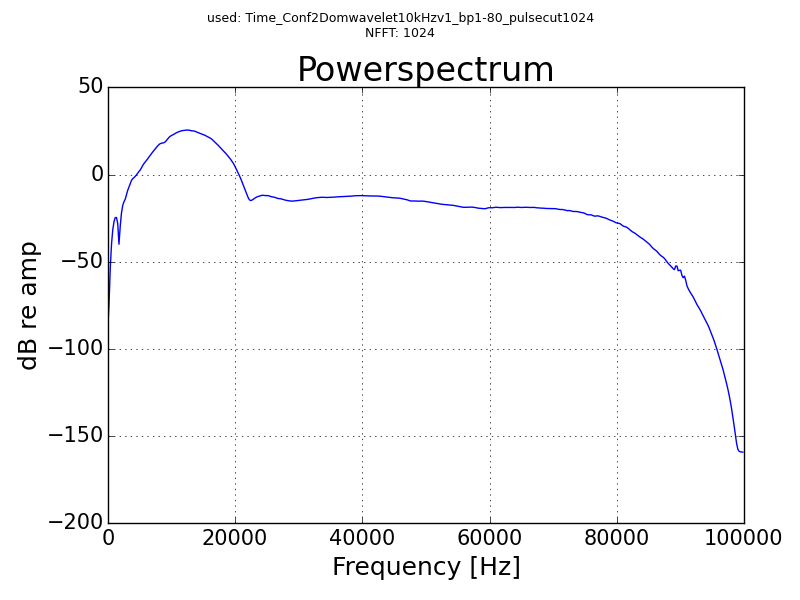 used: Time_Conf2Domwavelet10kHzv1_bp1-80_pulsecut1024
NFFT: 1024
Powerspectrum
50
0
−50
−100
−150
−200
dB re amp
0 20000 40000 60000 80000 100000
Frequency [Hz]